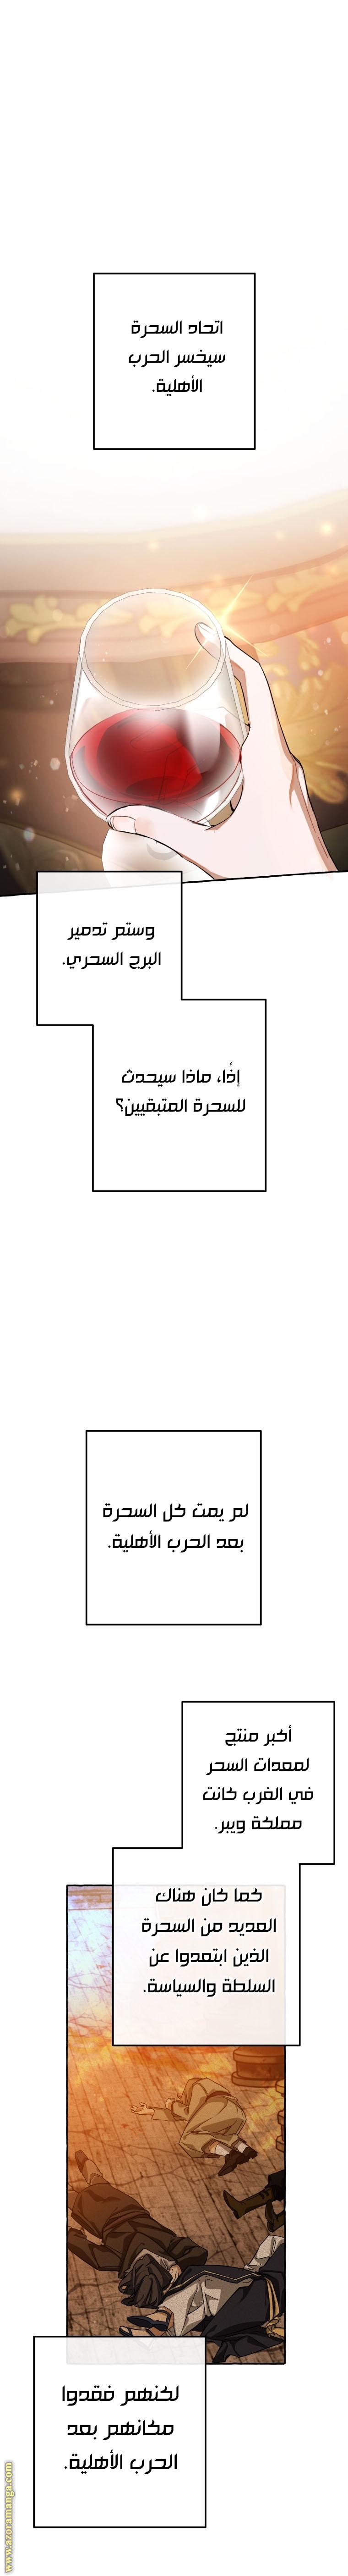 اتحاد السحرة
سيخسر الحرب
الأهلية.
وستم تدمير
البرج السحري.
إذًا، ماذا سيحدث
للسحرة المتبقيين؟
لم يمت كل السحرة
بعد الحرب الأهلية.
أكبر منتج
لمعدات السحر
في الغرب كانت
مملكة ويبر.
كما كان هناك
العديد من السحرة
الذين ابتعدوا عن
السلطة والسياسة.
لكنهم فقدوا
مكانهم بعد
الحرب الأهلية.
www.azoramanga.com